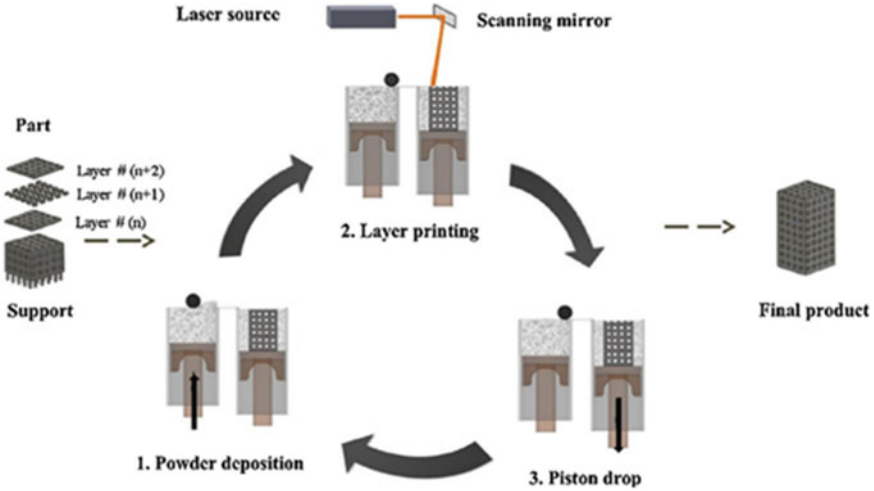 Laser source
Scanning mirror
Part
Layer # (n+2)
Layer # (n+1)
Layer # (n)
Support
2. Layer printing
Final product
1. Powder deposition
3. Piston drop